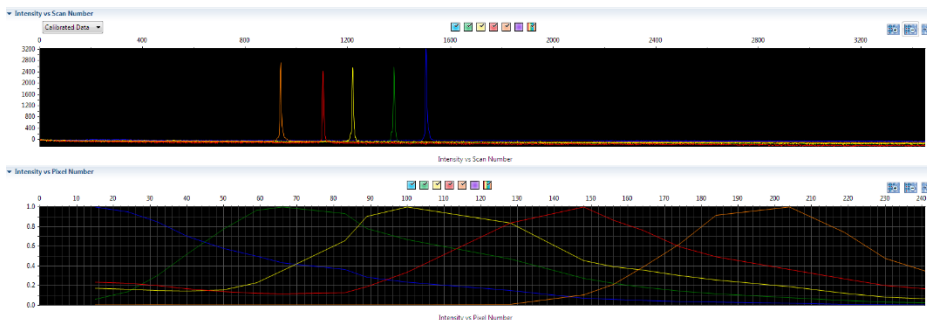 Intensity vs Scan Number
Calibrated Data
0 400 800 1200 1600 2000 2400 2800 3200
3200
2800
2400
2000
1600
1200
800
400
0
Intensity vs Scan Number
Intensity vs Pixel Number
0 10 20 30 40 50 60 70 80 90 100 110 120 130 140 150 160 170 180 190 200 210 220 230 240
1.0
0.8
0.6
0.4
0.2
0.0
Intensity vs Pixel Number